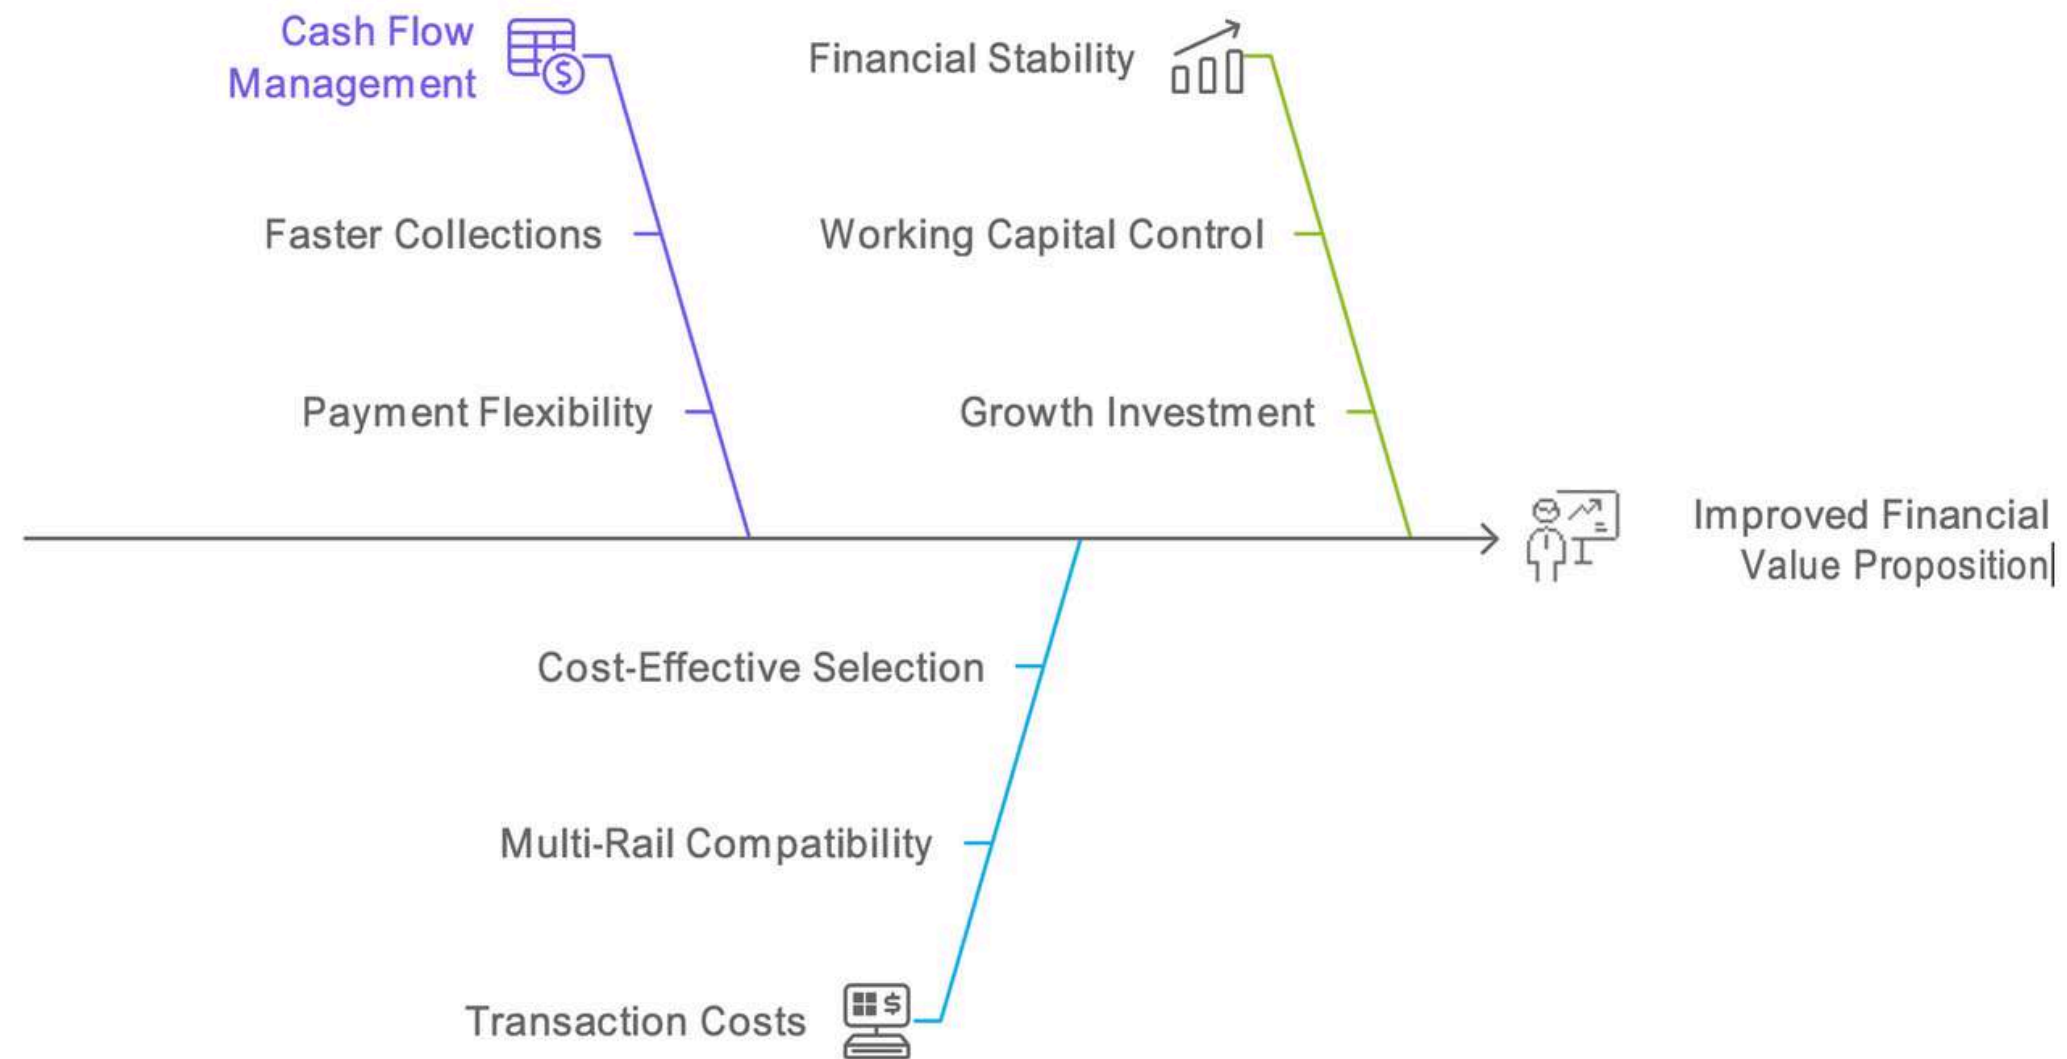 Cash Flow
Management
Financial Stability
Faster Collections
Working Capital Control
Payment Flexibility
Growth Investment
Improved Financial
Value Proposition
Cost-Effective Selection
Multi-Rail Compatibility
Transaction Costs